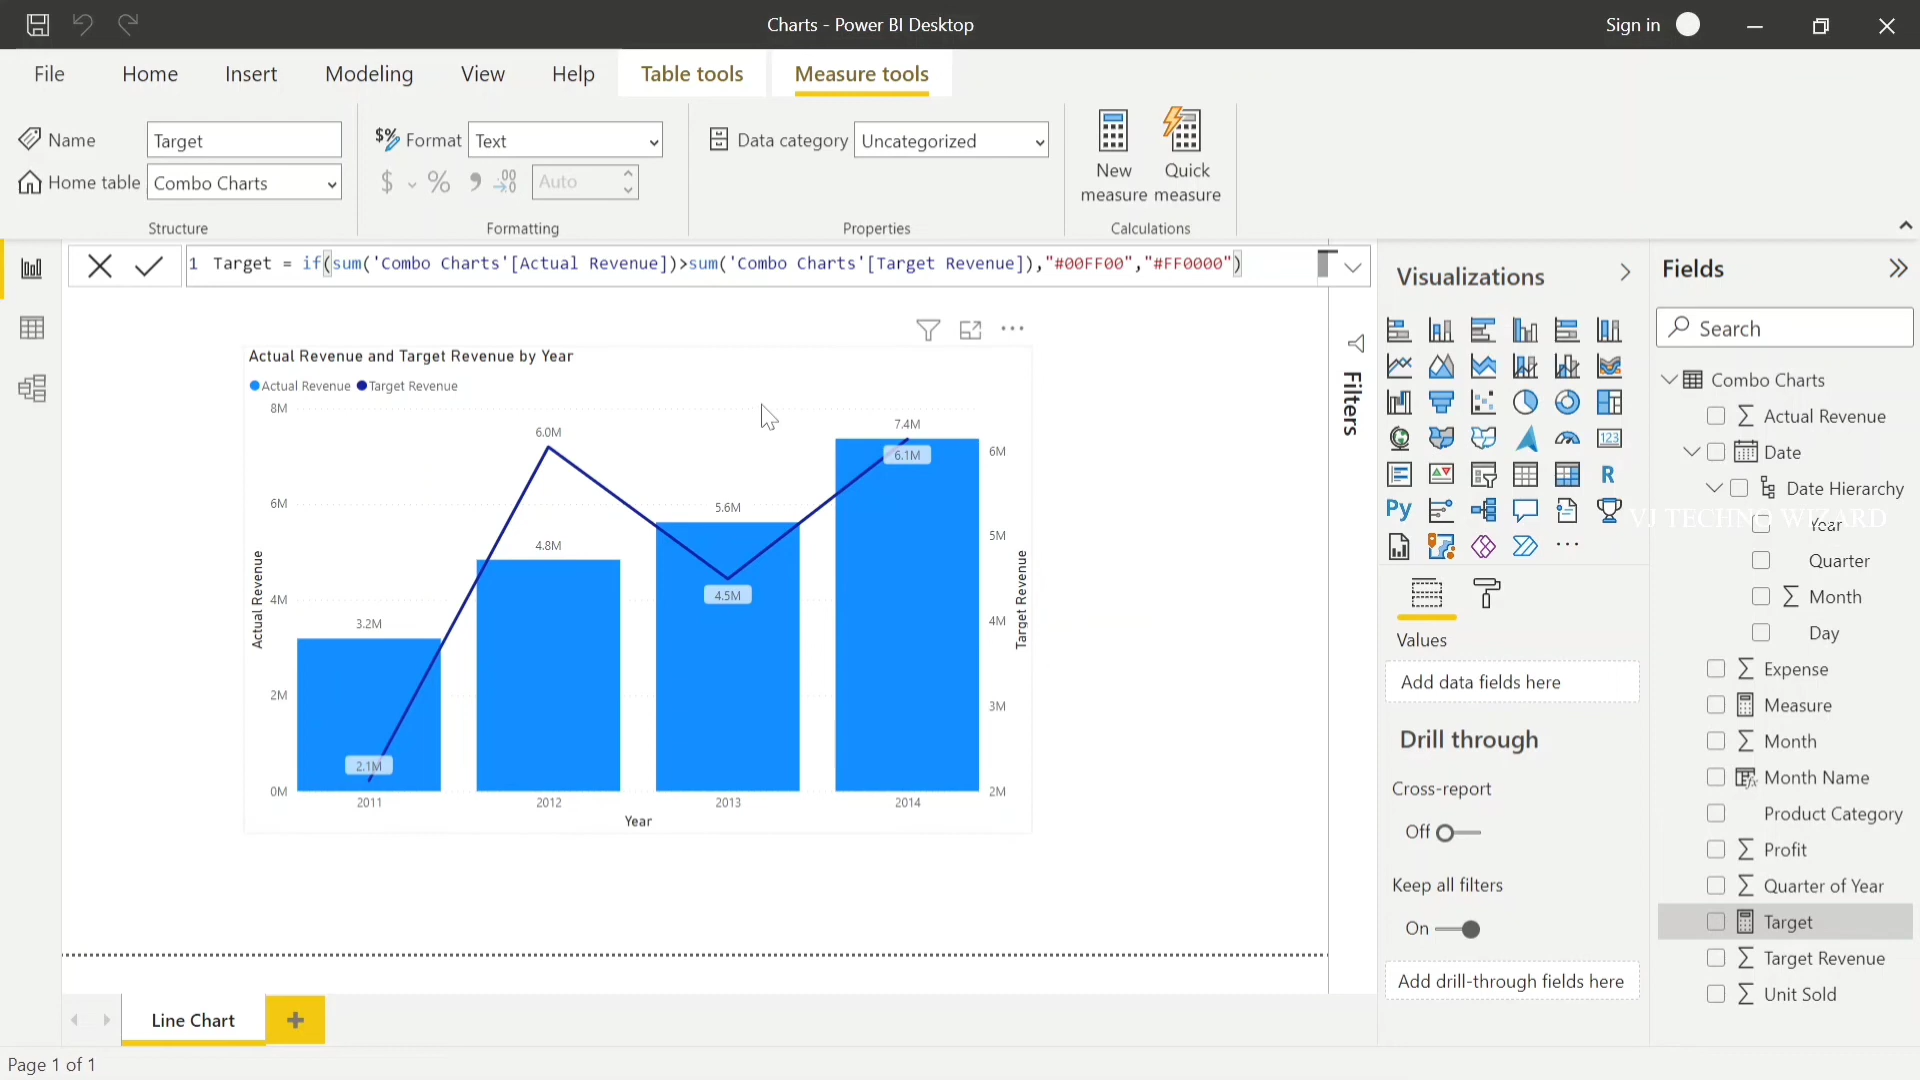 Charts - Power BI Desktop
Sign in
File Home Insert Modeling View Help Table tools Measure tools
Name Target
Home table Combo Charts
Structure
$% Format Text
$ % , .00 Auto
Formatting
Data category Uncategorized
Properties
New measure
Quick measure
Calculations
1 Target = if(sum('Combo Charts'[Actual Revenue])>sum('Combo Charts'[Target Revenue]),"#00FF00","#FF0000")
Actual Revenue and Target Revenue by Year
Actual Revenue Target Revenue
8M
6M
4M
2M
0M
Actual Revenue
3.2M
4.8M
5.6M
7.4M
2.1M
6.0M
4.5M
6.1M
6M
5M
4M
3M
2M
Target Revenue
2011 2012 2013 2014
Year
Filters
Visualizations
123
R
Py
Values
Add data fields here
Drill through
Cross-report
Off
Keep all filters
On
Add drill-through fields here
Fields
Search
Combo Charts
Actual Revenue
Date
Date Hierarchy
VJ TECHNO WIZARD
Year
Quarter
Month
Day
Expense
Measure
Month
Month Name
Product Category
Profit
Quarter of Year
Target
Target Revenue
Unit Sold
Line Chart
Page 1 of 1